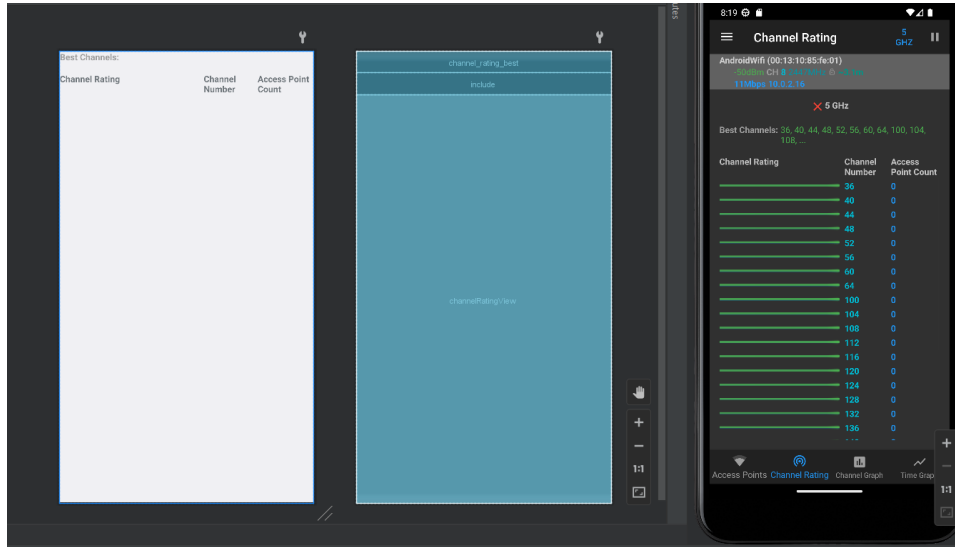 utes
Best Channels:
Channel Rating
Channel
Number
Access Point
Count
channel_rating_best
include
channelRatingView
1:1
8:19
Channel Rating
5
GHZ
AndroidWifi (00:13:10:85:fe:01)
-50dBm CH
11Mbps 10.0.2.16
5 GHz
Best Channels: 36, 40, 44, 48, 52, 56, 60, 64, 100, 104,
108, ...
Channel Rating
Channel
Number
Access
Point Count
36 0
40 0
44 0
48 0
52 0
56 0
60 0
64 0
100 0
104 0
108 0
112 0
116 0
120 0
124 0
128 0
132 0
136 0
Access Points
Channel Rating
Channel Graph
Time Grap
1:1